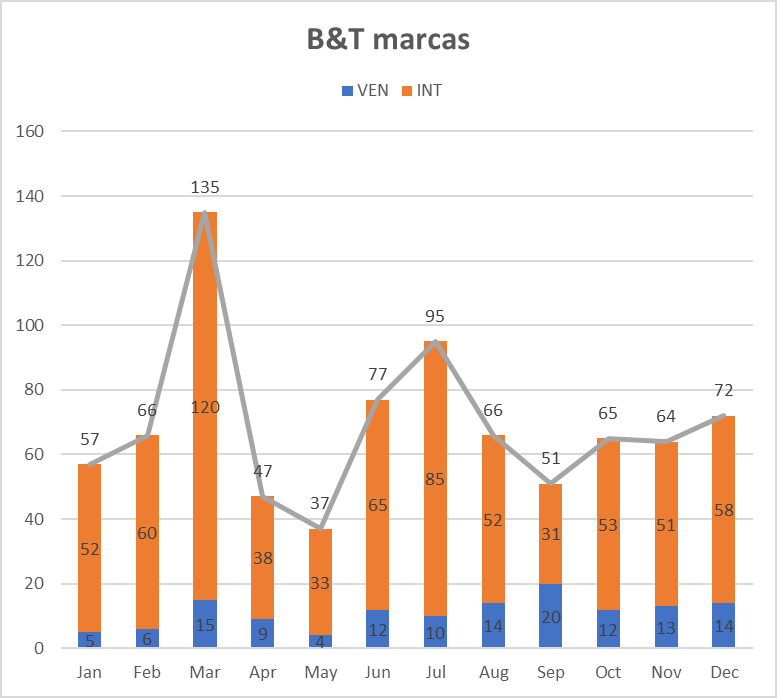 B&T marcas
VEN INT
160
140
120
100
80
60
40
20
0
57 66 135 47 37 77 95 66 51 65 64 72
52 60 120 38 33 65 85 52 31 53 51 58
5 6 15 9 4 12 10 14 20 12 13 14
Jan Feb Mar Apr May Jun Jul Aug Sep Oct Nov Dec